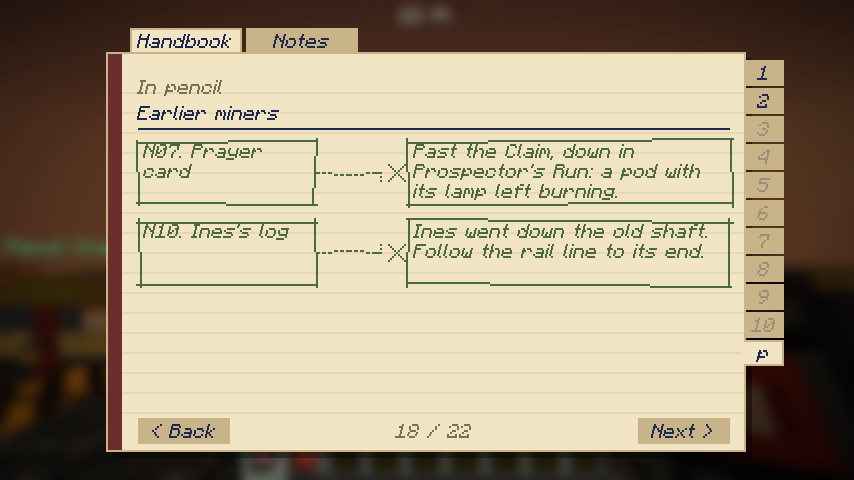 Handbook
Notes
In pencil
Earlier miners
N07. Prayer
card
Past the Claim, down in
Prospector's Run: a pod with
its lamp left burning.
N10. Ines's log
Ines went down the old shaft.
Follow the rail line to its end.
< Back
18 / 22
Next >
1
2
3
4
5
6
7
8
9
10
p